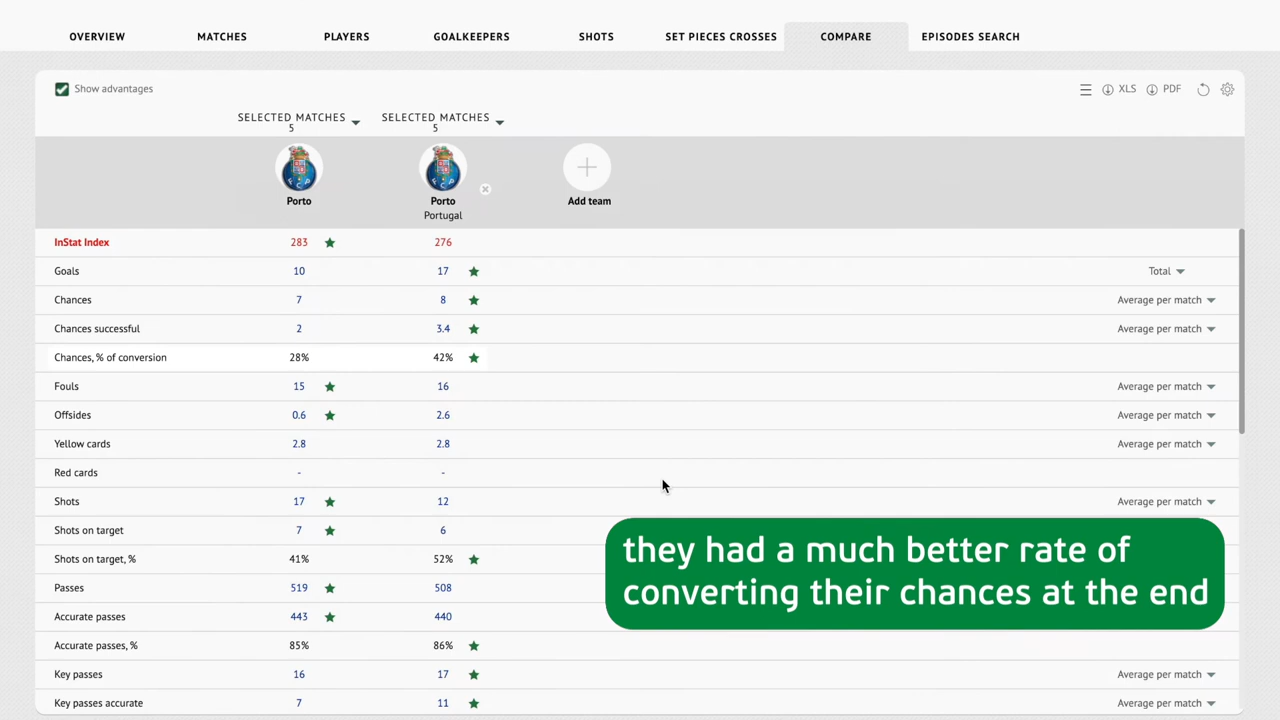 OVERVIEW MATCHES PLAYERS GOALKEEPERS SHOTS SET PIECES CROSSES COMPARE EPISODES SEARCH
Show advantages XLS PDF
SELECTED MATCHES SELECTED MATCHES
5 5
FCP FCP
Porto Porto Add team
Portugal
InStat Index 283 276
Goals 10 17 Total
Chances 7 8 Average per match
Chances successful 2 3.4 Average per match
Chances, % of conversion 28% 42%
Fouls 15 16 Average per match
Offsides 0.6 2.6 Average per match
Yellow cards 2.8 2.8 Average per match
Red cards - -
Shots 17 12 Average per match
Shots on target 7 6
Shots on target, % 41% 52%
Passes 519 508
Accurate passes 443 440
Accurate passes, % 85% 86%
Key passes 16 17 Average per match
Key passes accurate 7 11 Average per match
they had a much better rate of
converting their chances at the end